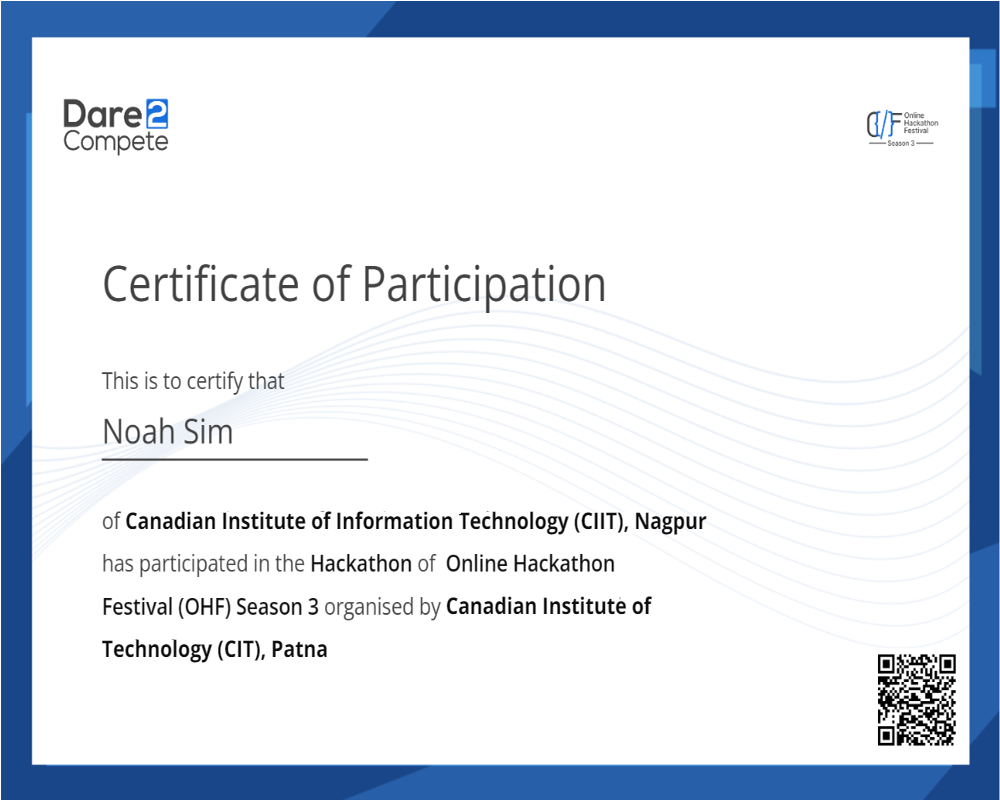 Dare2
Compete
Online
Hackathon
Festival
Season 3
Certificate of Participation
This is to certify that
Noah Sim
of Canadian Institute of Information Technology (CIIT), Nagpur
has participated in the Hackathon of Online Hackathon
Festival (OHF) Season 3 organised by Canadian Institute of
Technology (CIT), Patna